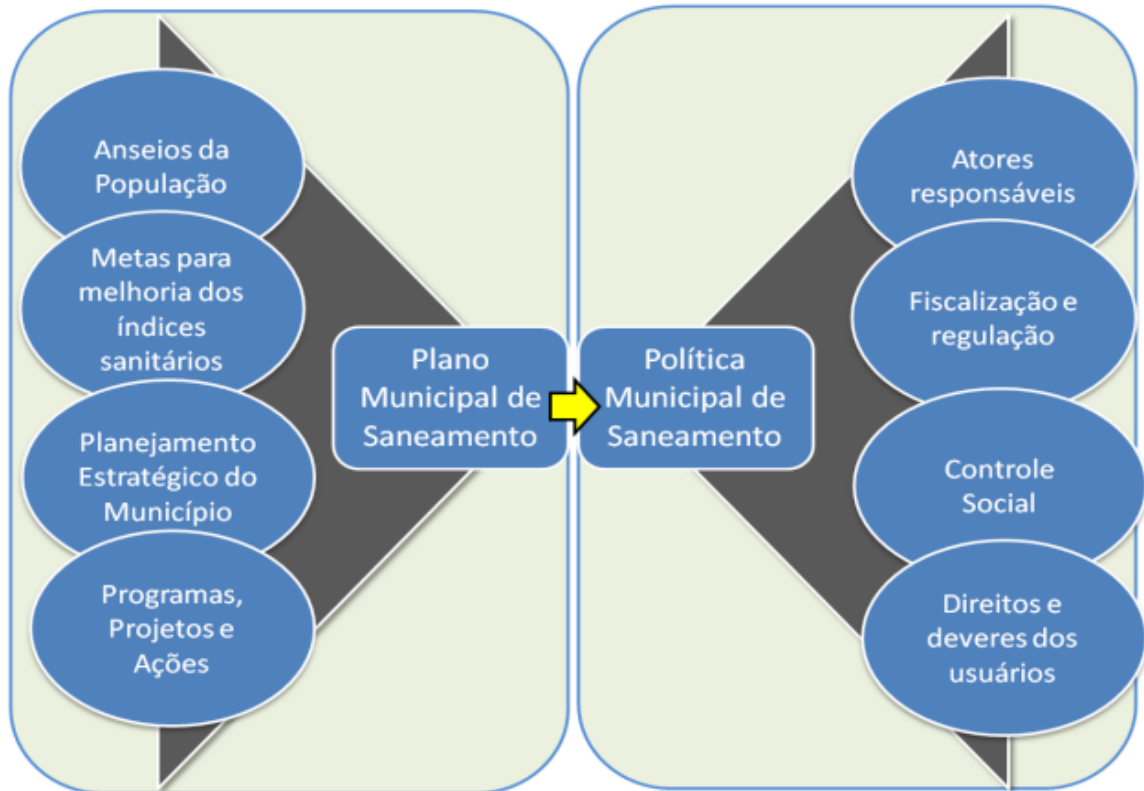 Anseios da
População
Metas para
melhoria dos
índices
sanitários
Planejamento
Estratégico do
Município
Programas,
Projetos e
Ações
Plano
Municipal de
Saneamento
Política
Municipal de
Saneamento
Atores
responsáveis
Fiscalização e
regulação
Controle
Social
Direitos e
deveres dos
usuários